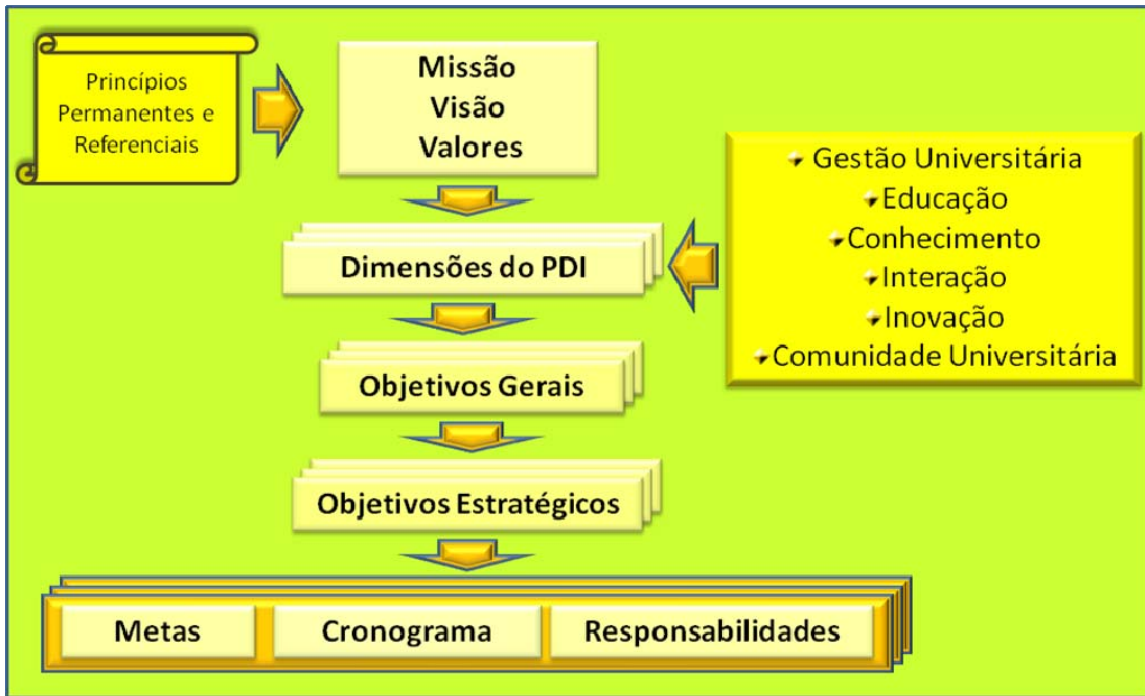 Princípios
Permanentes e
Referenciais
Missão
Visão
Valores
Gestão Universitária
Educação
Conhecimento
Interação
Inovação
Comunidade Universitária
Dimensões do PDI
Objetivos Gerais
Objetivos Estratégicos
Metas
Cronograma
Responsabilidades